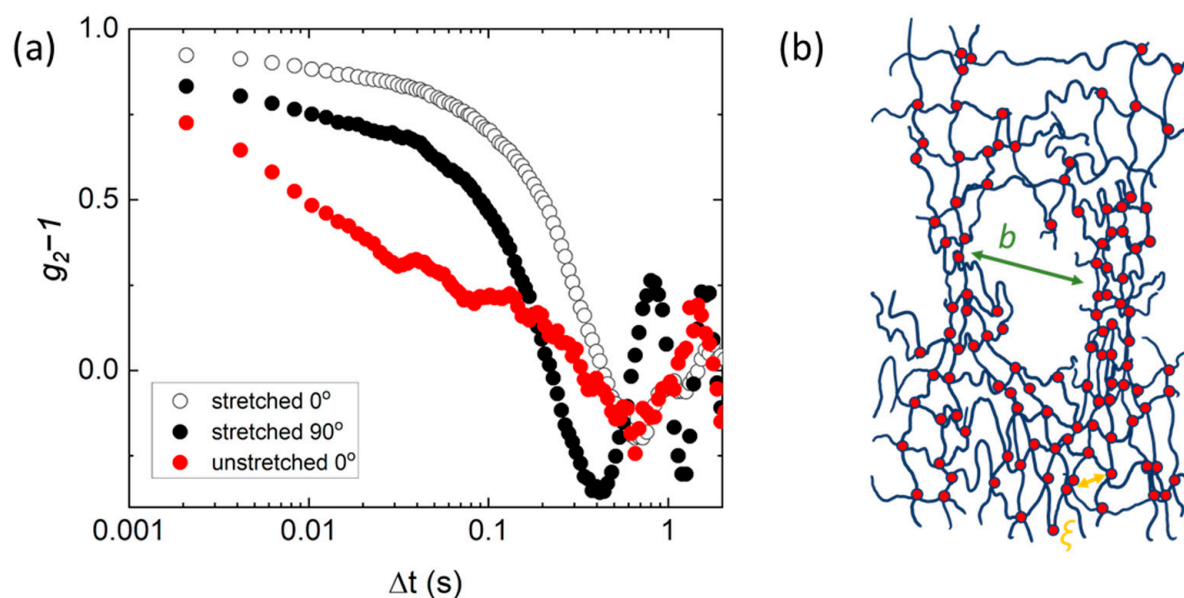 (a)
1.0
0.5
0.0
g₂−1
stretched 0°
stretched 90°
unstretched 0°
0.001
0.01
0.1
1
Δt (s)
(b)
b
ξ